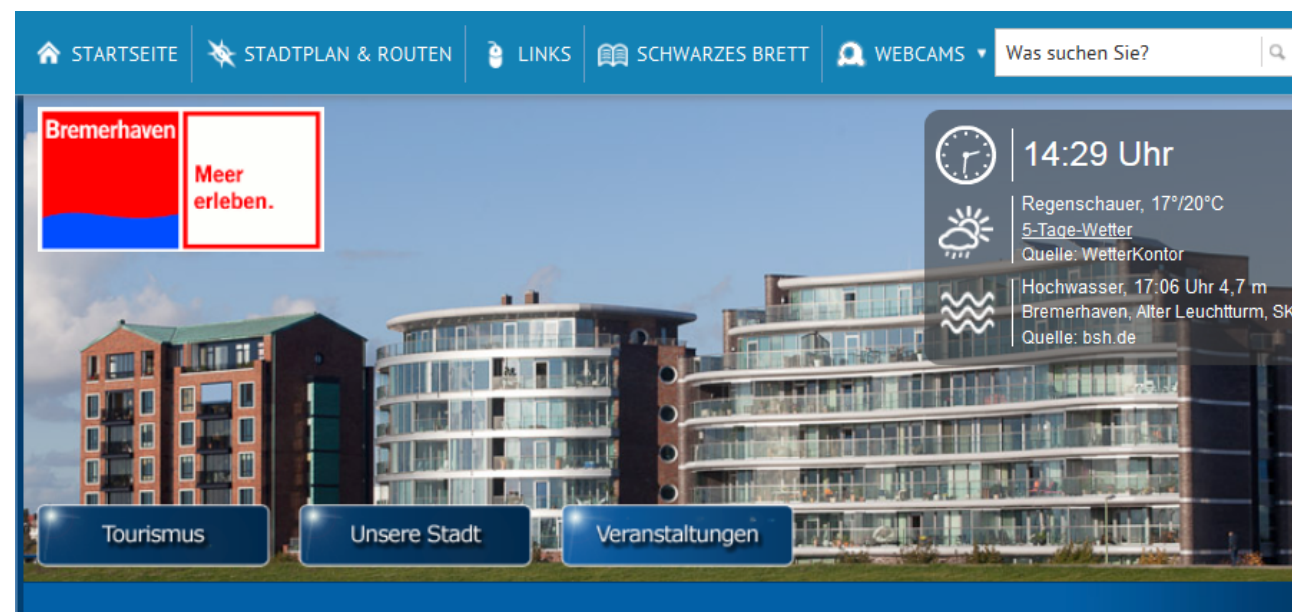 STARTSEITE
STADTPLAN & ROUTEN
LINKS
SCHWARZES BRETT
WEBCAMS
Was suchen Sie?
Bremerhaven
Meer
erleben.
14:29 Uhr
Regenschauer, 17°/20°C
5-Tage-Wetter
Quelle: WetterKontor
Hochwasser, 17:06 Uhr 4,7 m
Bremerhaven, Alter Leuchtturm, SK
Quelle: bsh.de
Tourismus
Unsere Stadt
Veranstaltungen